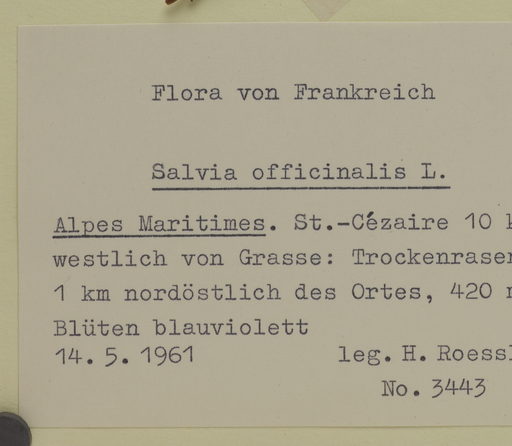 Flora von Frankreich
Salvia officinalis L.
Alpes Maritimes. St.-Cézaire 10
westlich von Grasse: Trockenrasen
1 km nordöstlich des Ortes, 420
Blüten blauviolett
14. 5. 1961 leg. H. Roessl
No. 3443